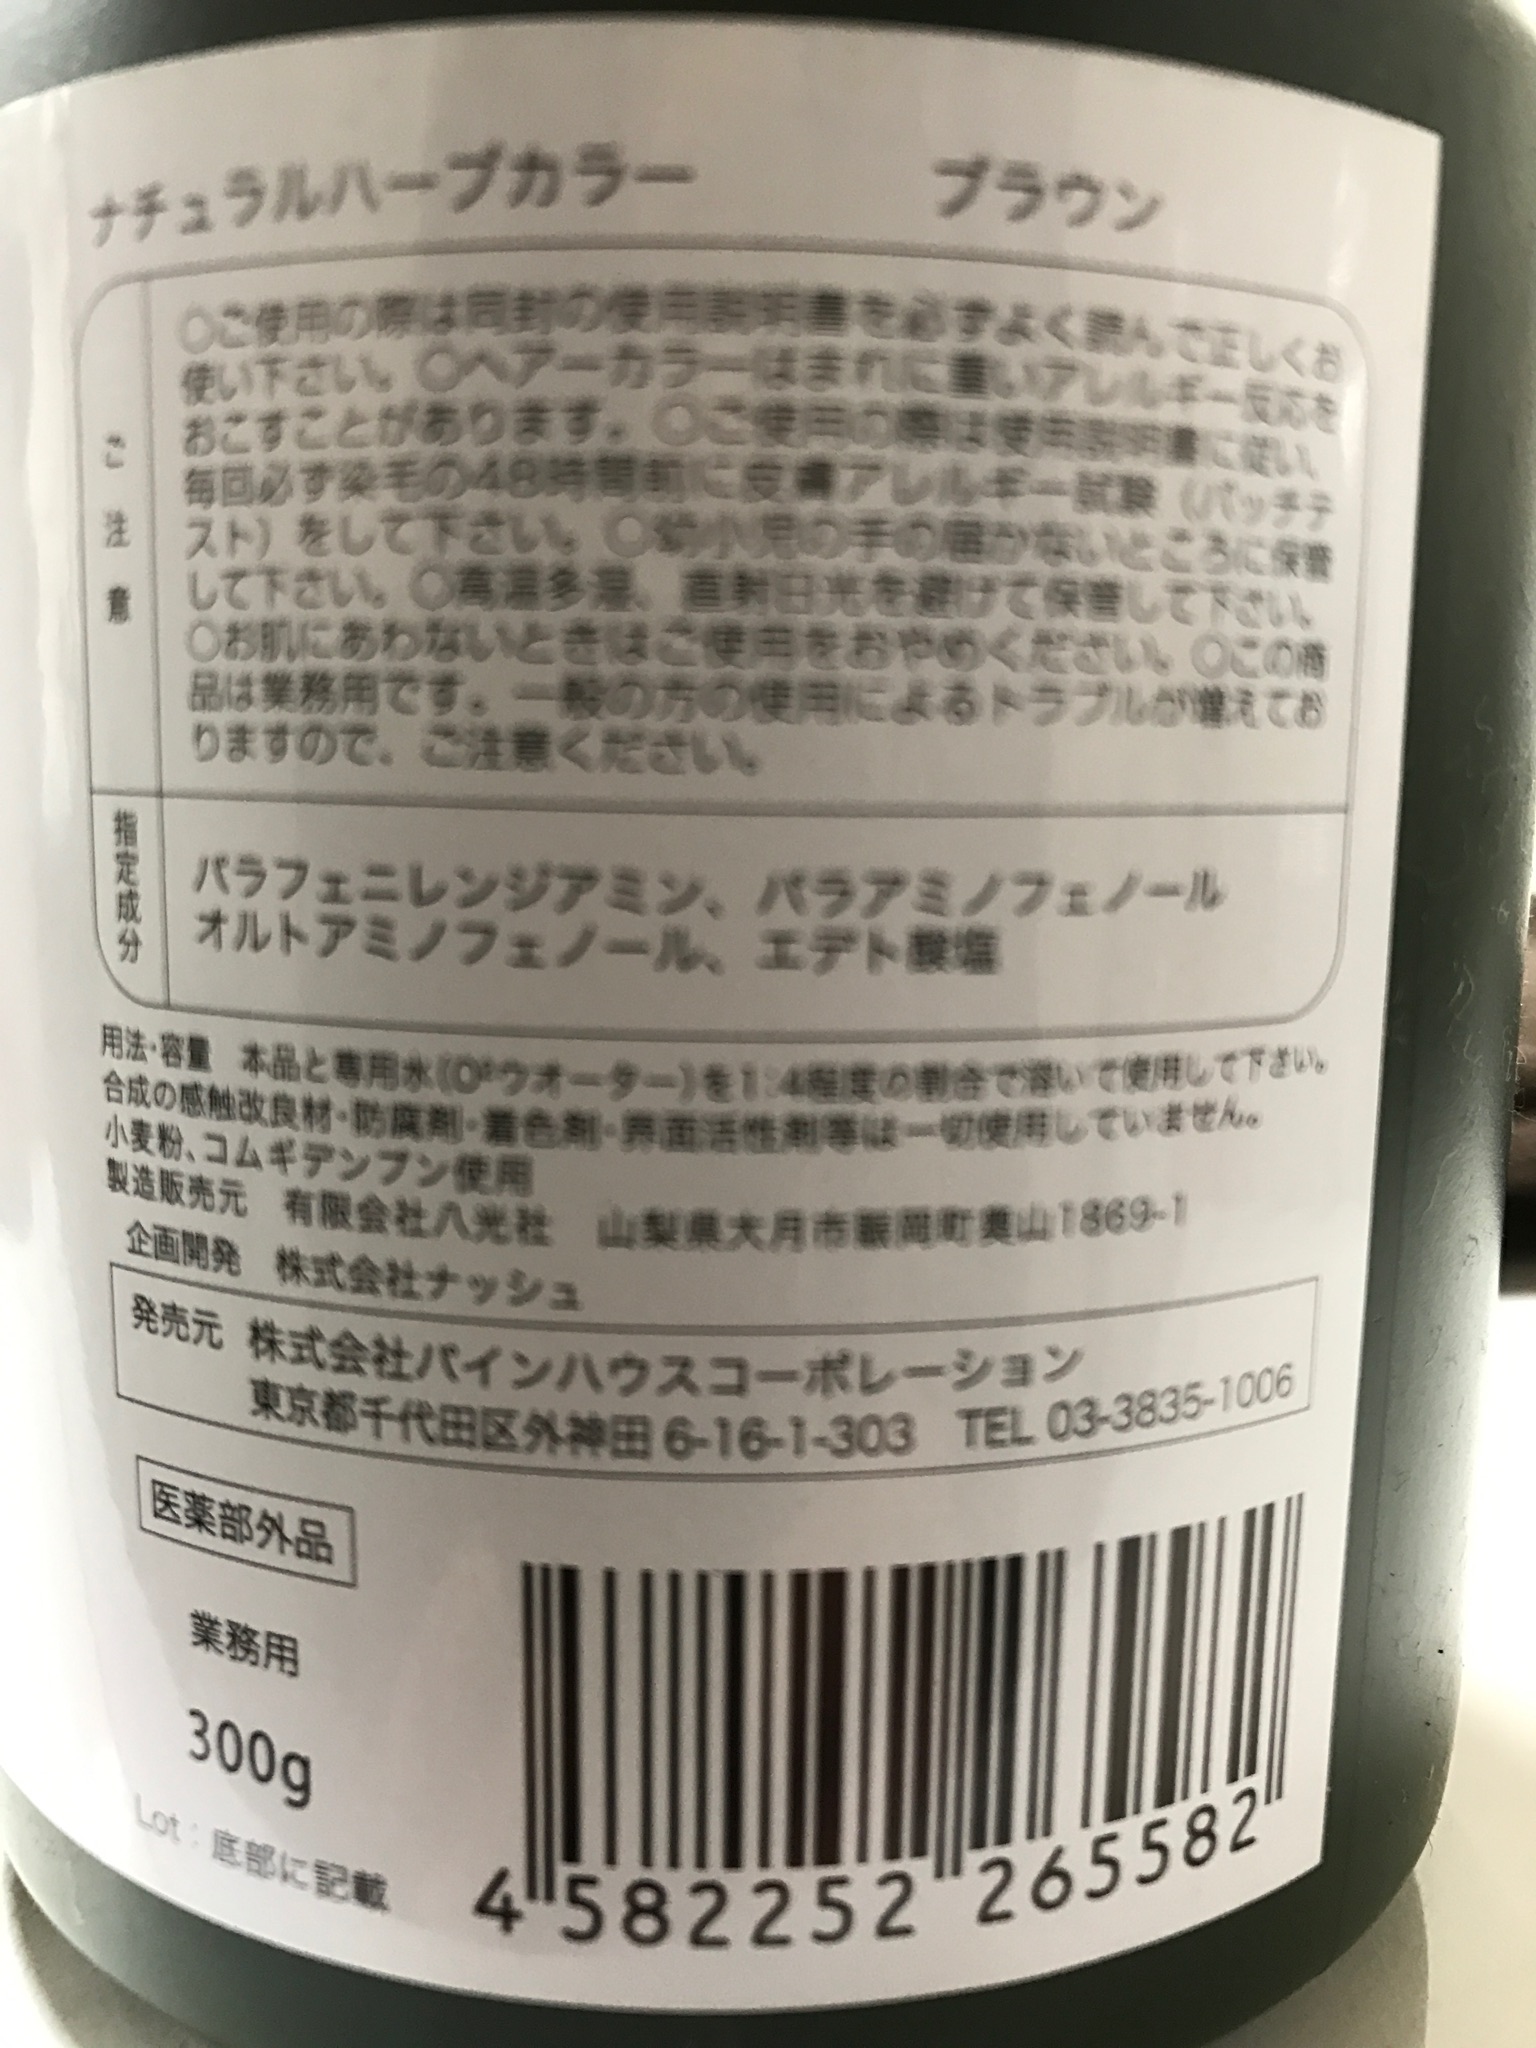 ナチュラルハーブカラー ブラウン
ご注意
○ご使用の際は同封の使用説明書を必ずよく読んで正しくお
使い下さい。○ヘアーカラーはまれに重いアレルギー反応を
おこすことがあります。○ご使用の際は使用説明書に従い、
毎回必ず染毛の48時間前に皮膚アレルギー試験(パッチテ
スト)をして下さい。○幼小児の手の届かないところに保管
して下さい。○高温多湿、直射日光を避けて保管して下さい。
○お肌にあわないときはご使用をおやめください。○この商
品は業務用です。一般の方の使用によるトラブルが増えてお
りますので、ご注意ください。
指定成分
パラフェニレンジアミン、パラアミノフェノール
オルトアミノフェノール、エデト酸塩
用法・容量 本品と専用水(O²ウオーター)を1:4程度の割合で溶いて使用して下さい。
合成の感触改良材・防腐剤・着色剤・界面活性剤等は一切使用していません。
小麦粉、コムギデンプン使用
製造販売元 有限会社八光社 山梨県大月市賑岡町奥山1869-1
企画開発 株式会社ナッシュ
発売元 株式会社パインハウスコーポレーション
東京都千代田区外神田6-16-1-303 TEL 03-3835-1006
医薬部外品
業務用
300g
Lot:底部に記載
4 582252 265582